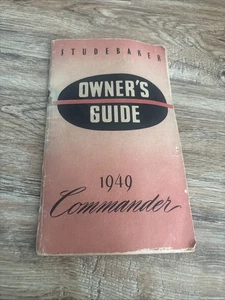 STUDEBAKER
OWNER'S
GUIDE
1949
Commander